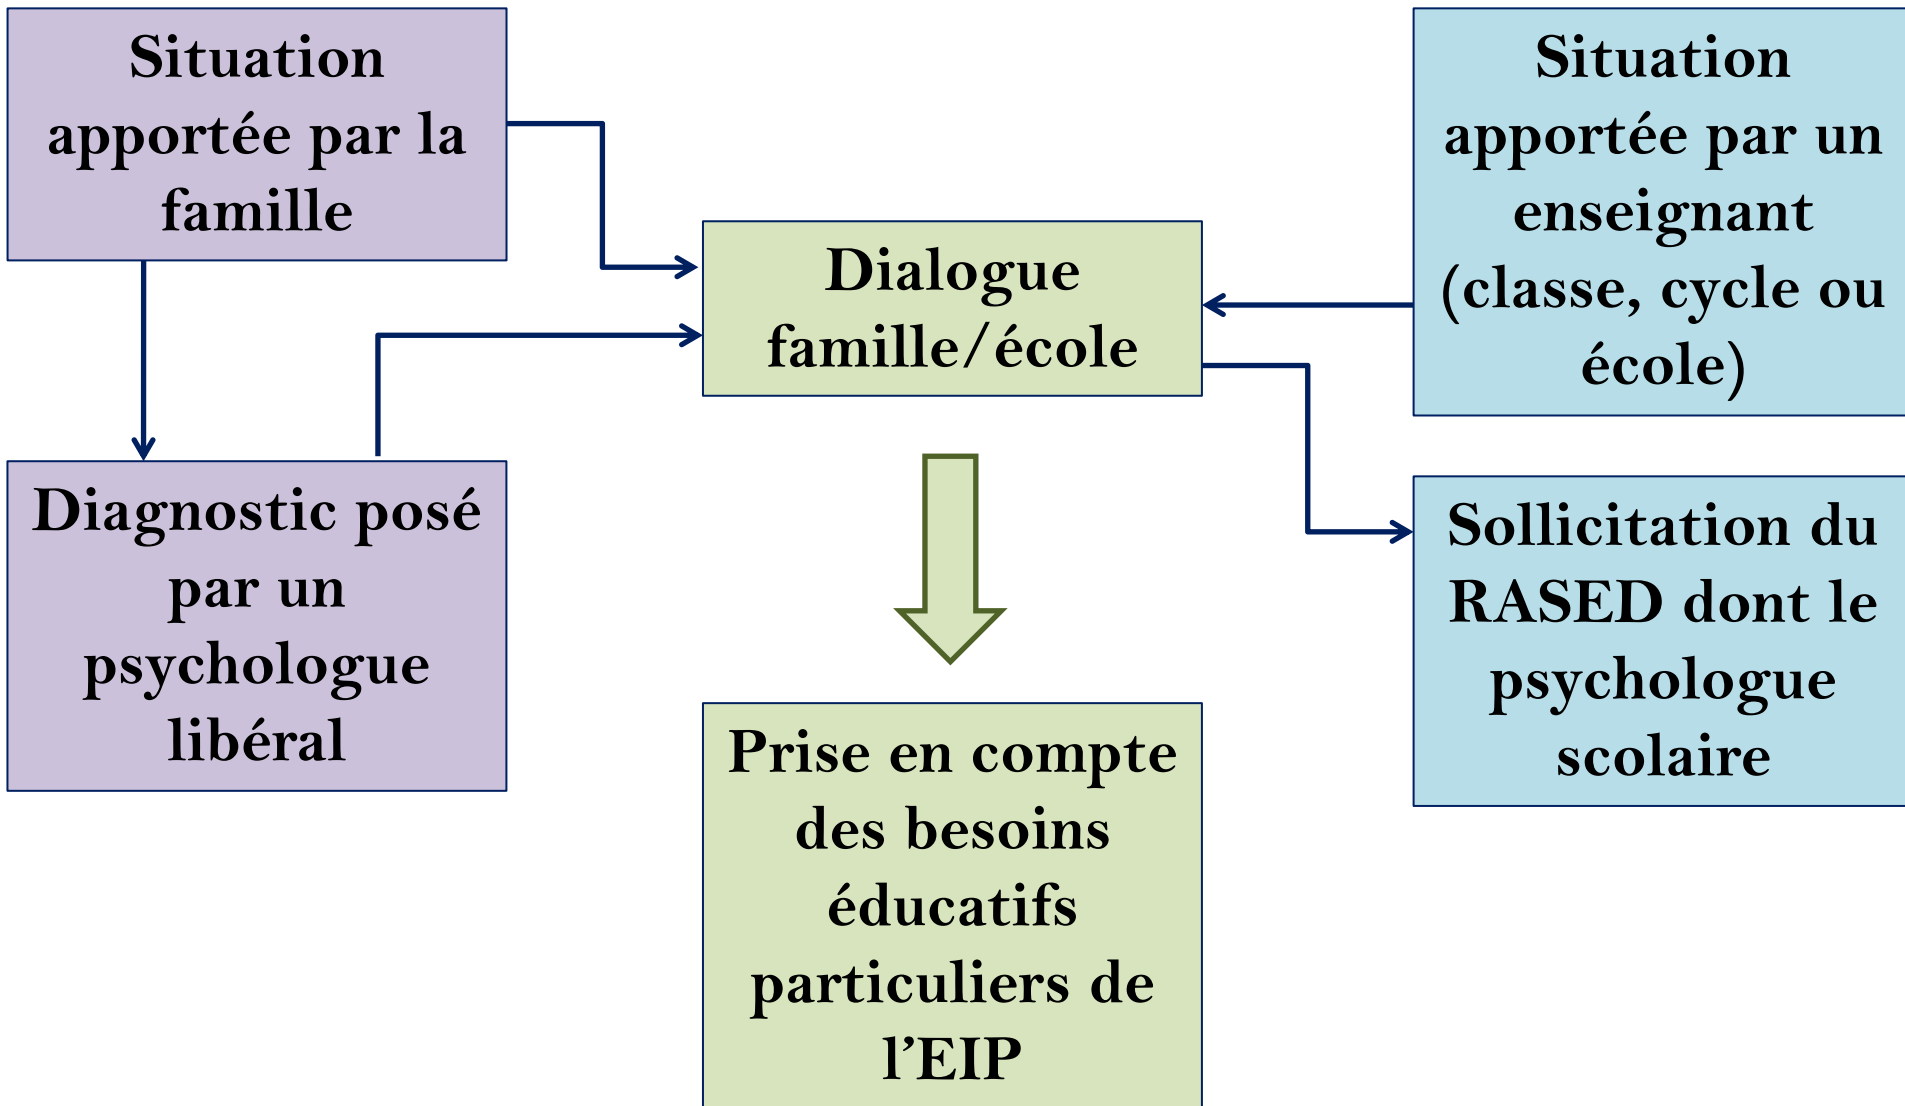 Situation
apportée par la
famille
Dialogue
famille/école
Situation
apportée par un
enseignant
(classe, cycle ou
école)
Diagnostic posé
par un
psychologue
libéral
Sollicitation du
RASED dont le
psychologue
scolaire
Prise en compte
des besoins
éducatifs
particuliers de
l’EIP